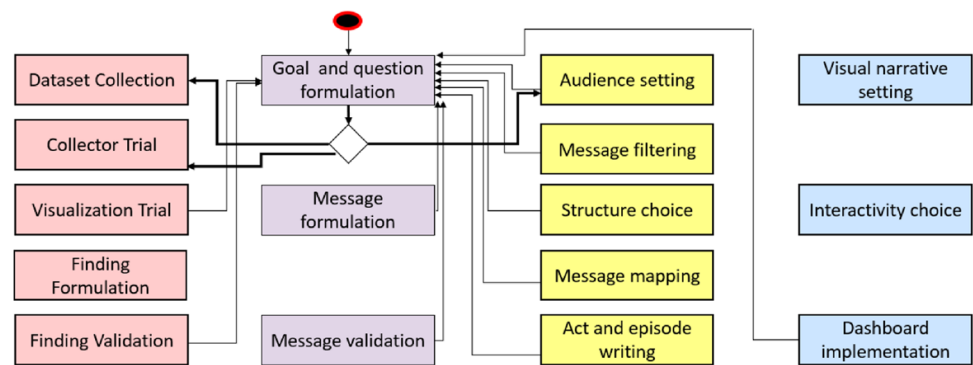 Dataset Collection
Collector Trial
Visualization Trial
Finding
Formulation
Finding Validation
Goal and question
formulation
Message
formulation
Message validation
Audience setting
Message filtering
Structure choice
Message mapping
Act and episode
writing
Visual narrative
setting
Interactivity choice
Dashboard
implementation